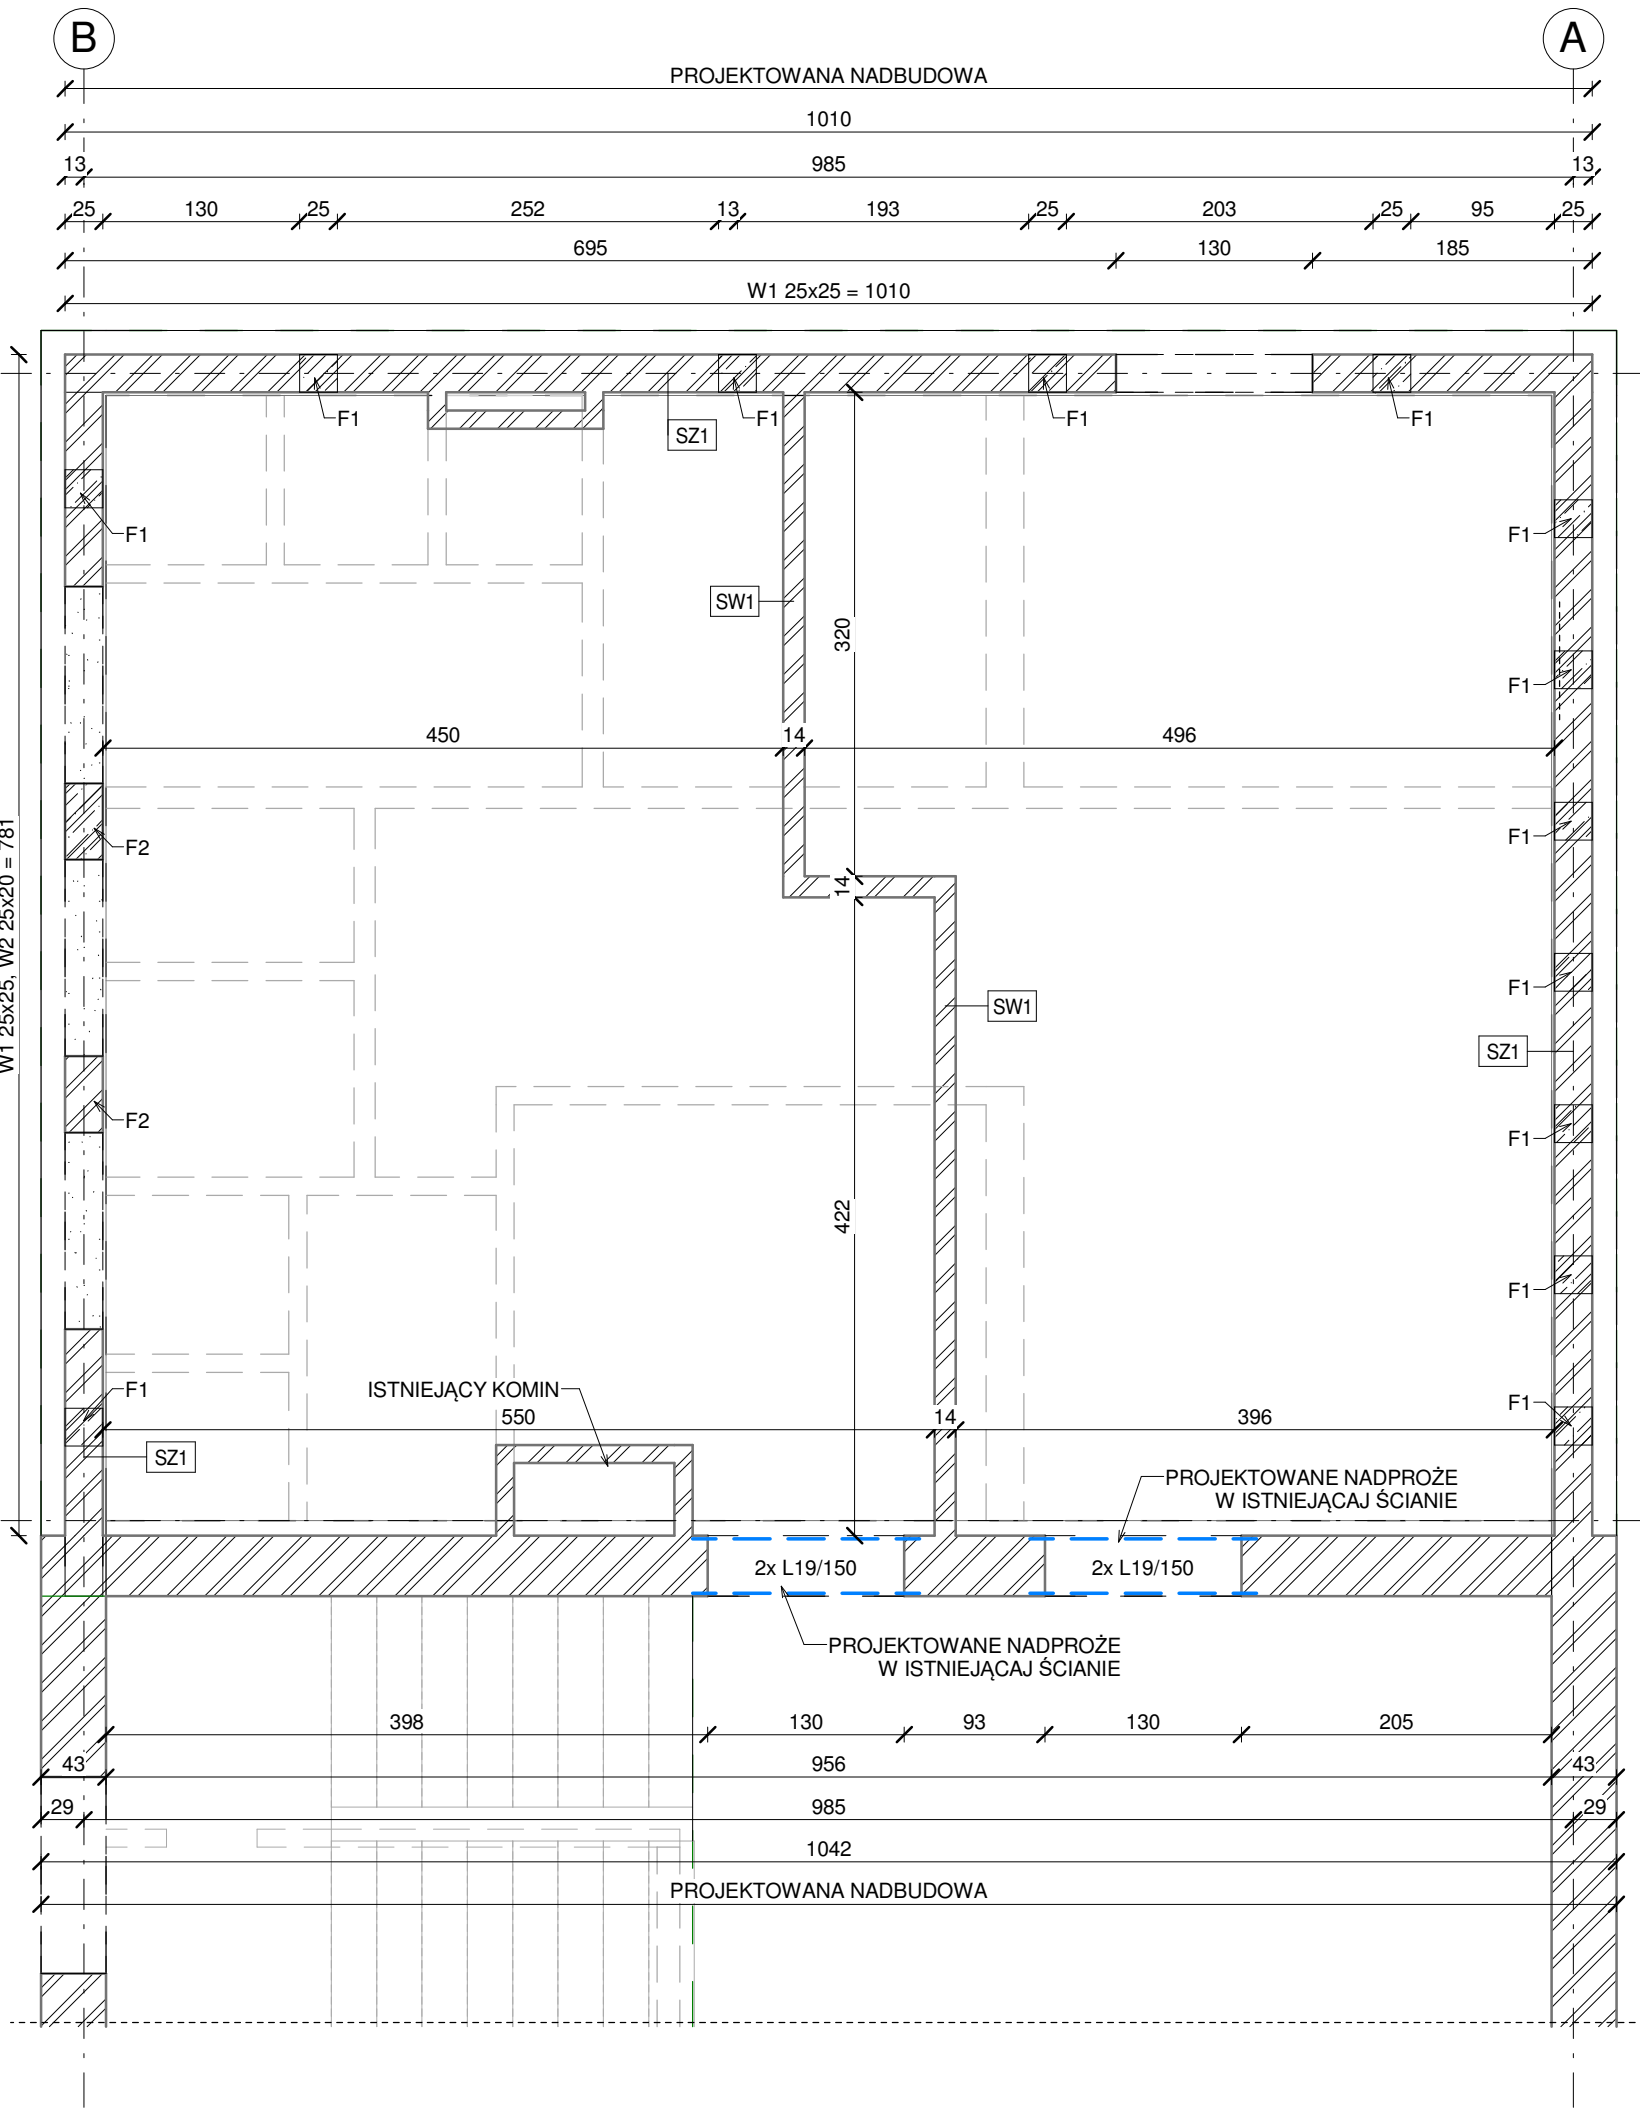 B
A
PROJEKTOWANA NADBUDOWA
1010
13
985
13
25
130
25
252
13
193
25
203
25
95
25
695
130
185
W1 25x25 = 1010
F1
F1
F1
F1
SZ1
F1
F1
SW1
320
F1
450
14
496
W1 25x25, W2 25x20 = 781
F2
F1
14
F1
SW1
SZ1
F2
F1
422
F1
F1
ISTNIEJĄCY KOMIN
F1
550
14
396
SZ1
PROJEKTOWANE NADPROŻE
W ISTNIEJĄCAJ ŚCIANIE
2x L19/150
2x L19/150
PROJEKTOWANE NADPROŻE
W ISTNIEJĄCAJ ŚCIANIE
398
130
93
130
205
43
956
43
29
985
29
1042
PROJEKTOWANA NADBUDOWA